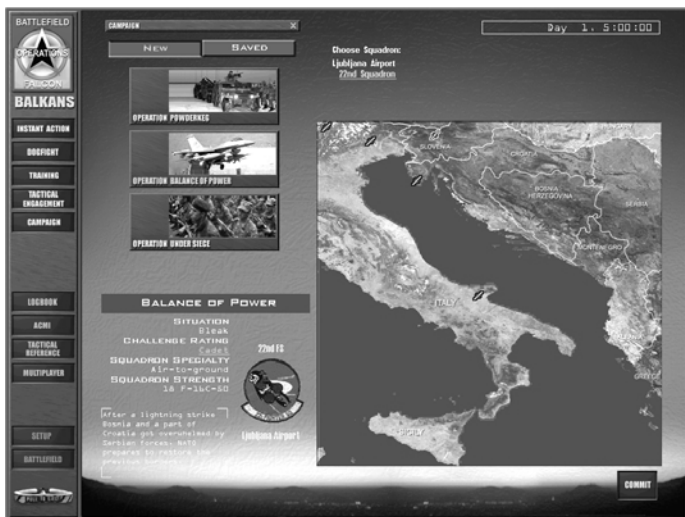 BATTLEFIELD
OPERATIONS
FALCON
BALKANS
INSTANT ACTION
DOGFIGHT
TRAINING
TACTICAL
ENGAGEMENT
CAMPAIGN
LOGBOOK
ACMI
TACTICAL
REFERENCE
MULTIPLAYER
SETUP
BATTLEFIELD
CAMPAIGN X
NEW SAVED
OPERATION POWDERKEG
OPERATION BALANCE OF POWER
OPERATION UNDER SIEGE
BALANCE OF POWER
SITUATION
Bleak
CHALLENGE RATING
Cadet
SQUADRON SPECIALTY
Air-to-ground
SQUADRON STRENGTH
18 F-16C-50
22nd FS
Ljubljana Airport
After a lightning strike
Bosnia and a part of
Croatia got overwhelmed by
Serbian forces. NATO
prepares to restore the
previous
Day 1, 5:00:00
Choose Squadron:
Ljubljana Airport
22nd Squadron
SLOVENIA
CROATIA
BOSNIA
HERZEGOVINA
SERBIA
MONTENEGRO
ITALY
GREECE
SICILY
COMMIT